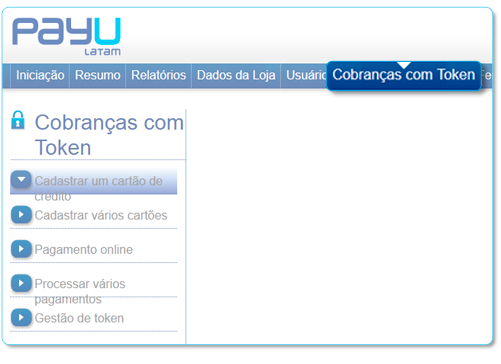 PAYU
LATAM
Iniciação Resumo Relatórios Dados da Loja Usuário Cobranças com Token Fe
Cobranças com
Token
Cadastrar um cartão de
crédito
Cadastrar vários cartões
Pagamento online
Processar vários
pagamentos
Gestão de token